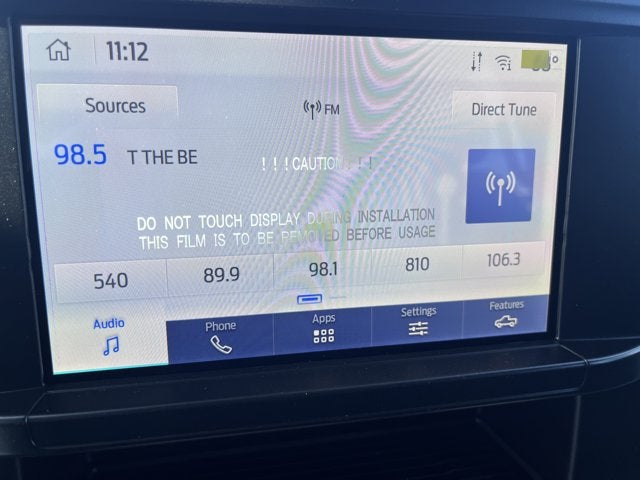 11:12
Sources
FM
Direct Tune
98.5 T THE BE
!!!CAUTION!!!
DO NOT TOUCH DISPLAY DURING INSTALLATION
THIS FILM IS TO BE REMOVED BEFORE USAGE
540 89.9 98.1 810 106.3
Audio Phone Apps Settings Features